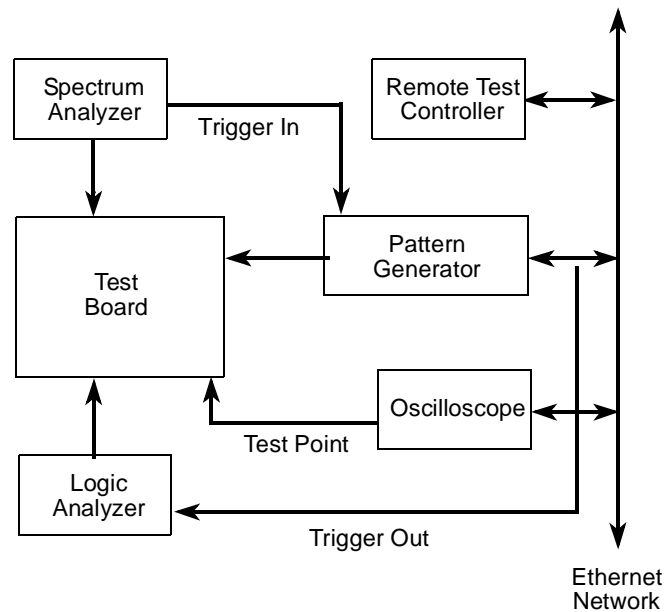 Spectrum
Analyzer
Remote Test
Controller
Trigger In
Pattern
Generator
Test
Board
Oscilloscope
Test Point
Logic
Analyzer
Trigger Out
Ethernet
Network